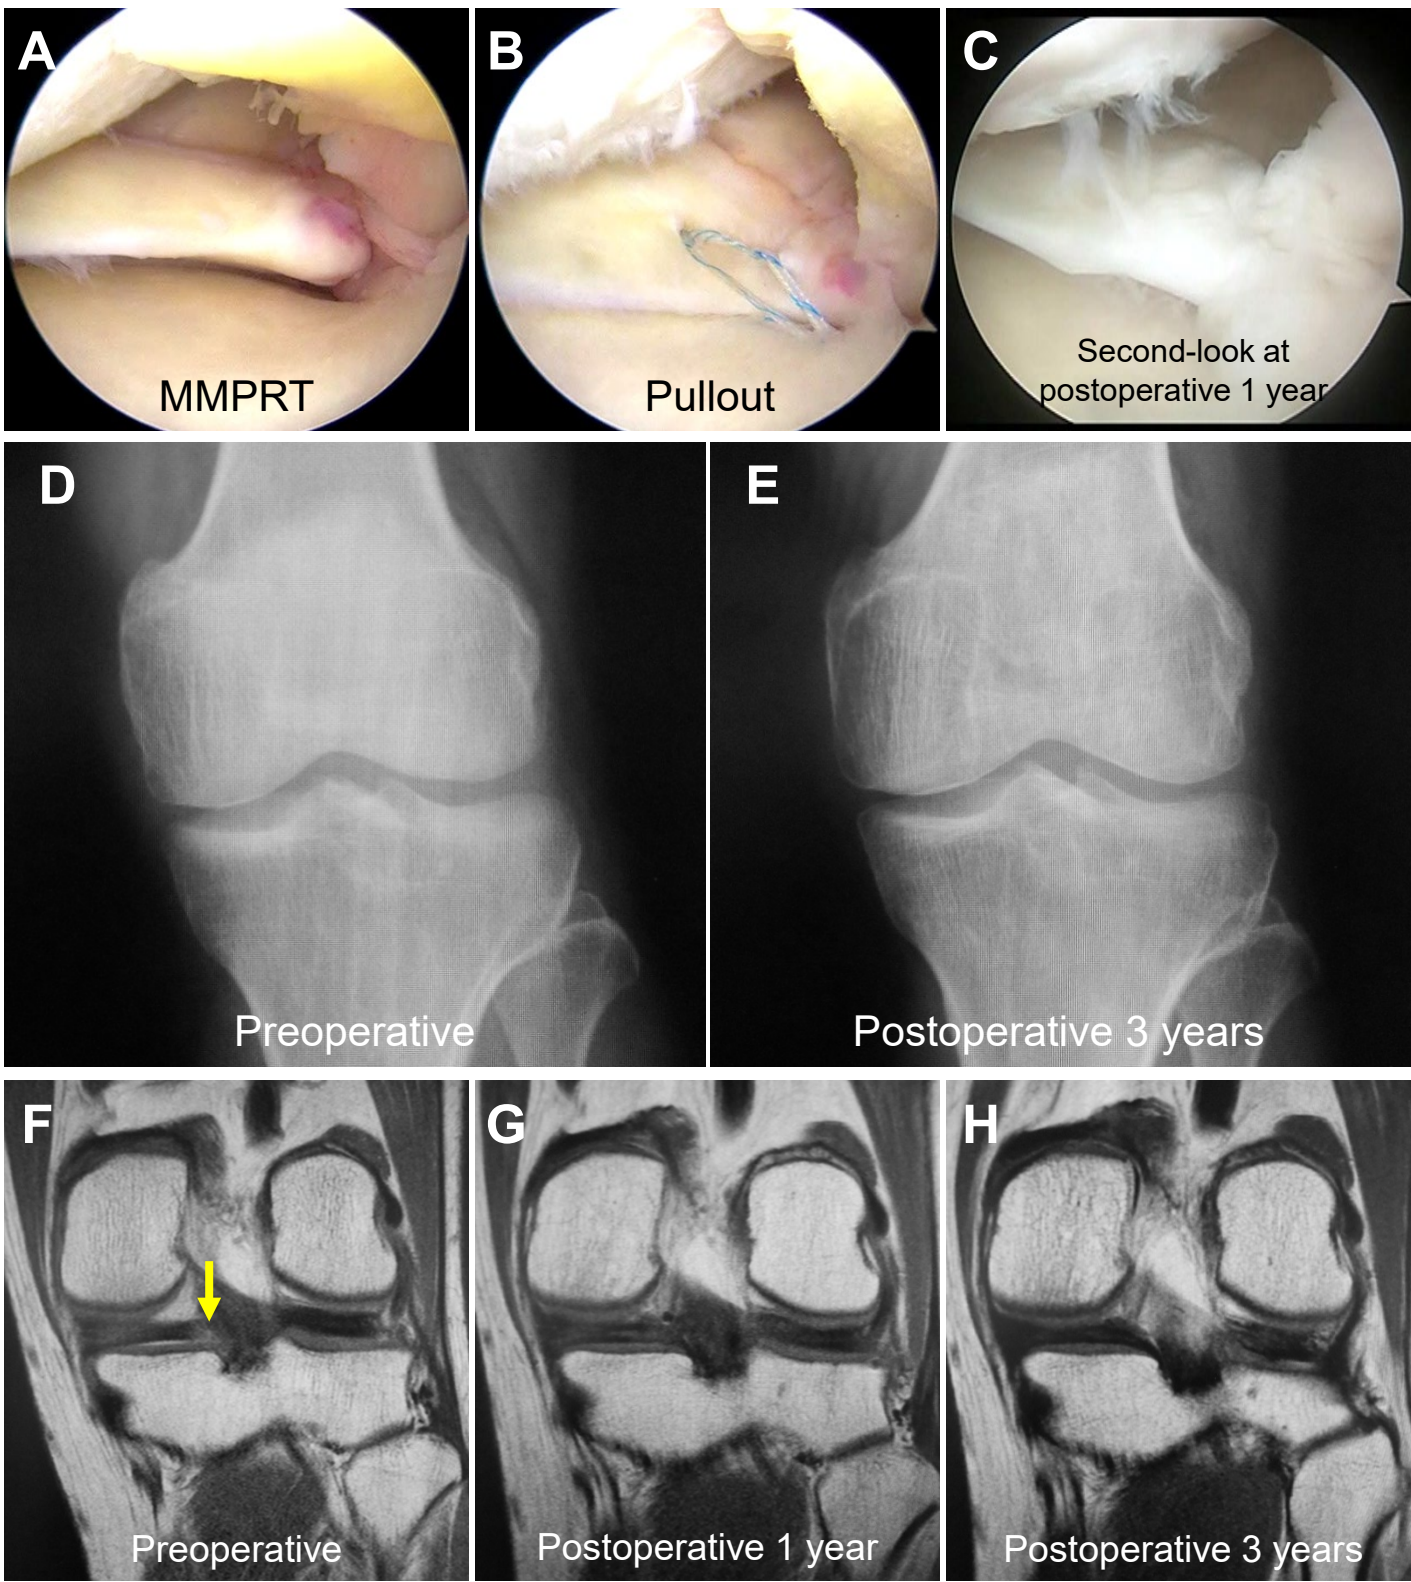 A
MMPRT
B
Pullout
C
Second-look at
postoperative 1 year
D
Preoperative
E
Postoperative 3 years
F
Preoperative
G
Postoperative 1 year
H
Postoperative 3 years